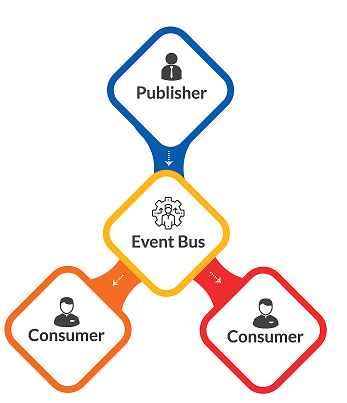 Publisher
Event Bus
Consumer
Consumer